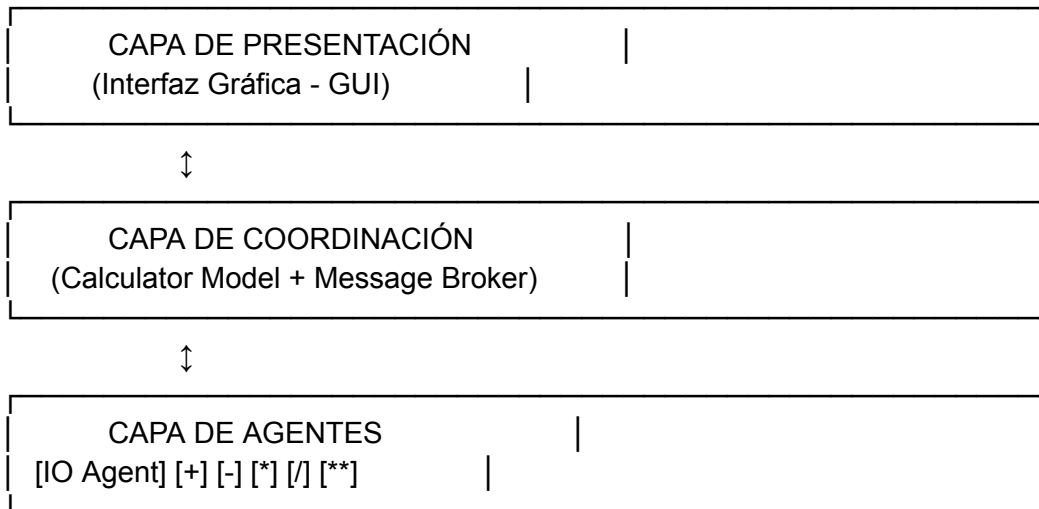 CAPA DE PRESENTACIÓN
(Interfaz Gráfica - GUI)
↕
CAPA DE COORDINACIÓN
(Calculator Model + Message Broker)
↕
CAPA DE AGENTES
[IO Agent] [+] [-] [*] [/] [**]